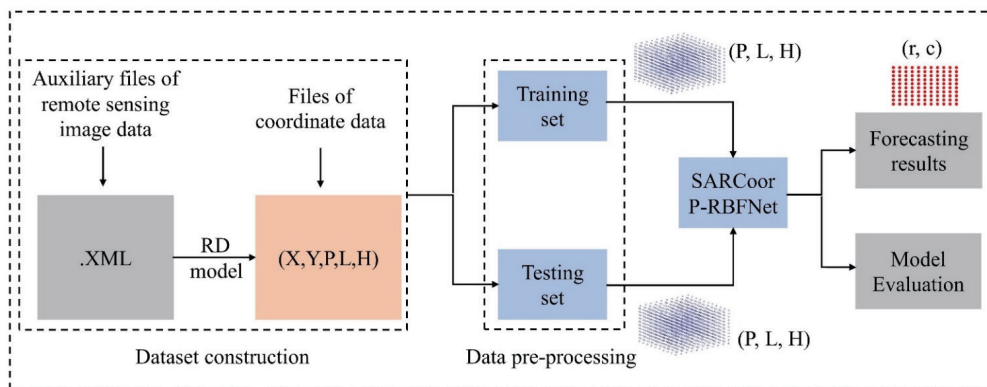 Auxiliary files of
remote sensing
image data
Files of
coordinate data
.XML
RD
model
(X,Y,P,L,H)
Dataset construction
Training
set
Testing
set
Data pre-processing
(P, L, H)
(P, L, H)
SARCoor
P-RBFNet
(r, c)
Forecasting
results
Model
Evaluation